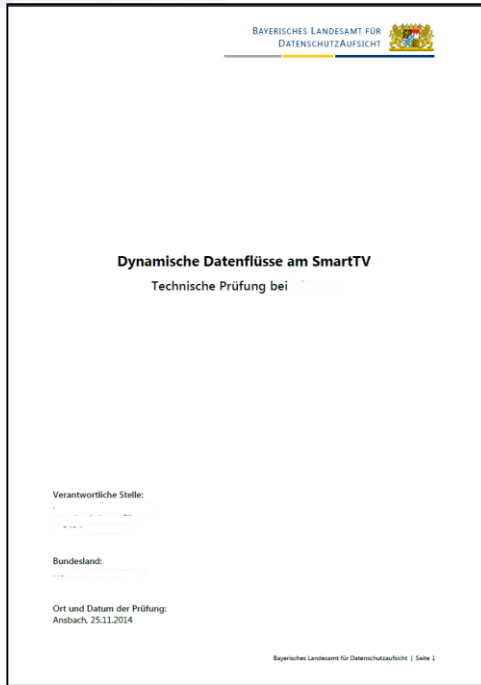 BAYERISCHES LANDESAMT FÜR
DATENSCHUTZAUFSICHT
Dynamische Datenflüsse am SmartTV
Technische Prüfung bei
Verantwortliche Stelle:
Bundesland:
Ort und Datum der Prüfung:
Ansbach, 25.11.2014
Bayerisches Landesamt für Datenschutzaufsicht | Seite 1